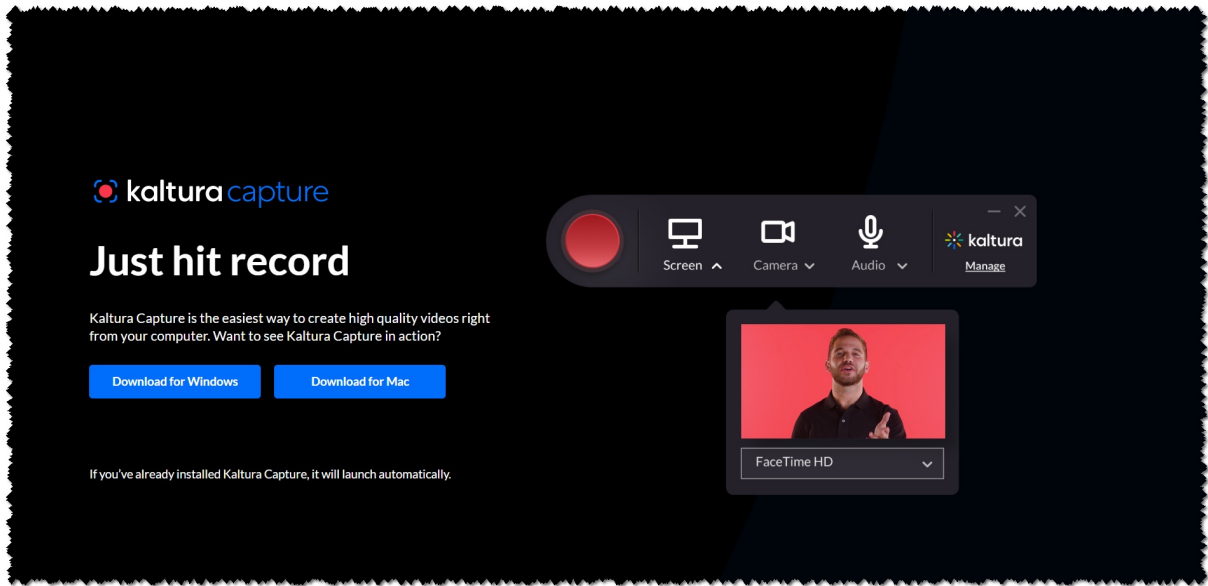 kaltura capture
Just hit record
Kaltura Capture is the easiest way to create high quality videos right
from your computer. Want to see Kaltura Capture in action?
Download for Windows
Download for Mac
If you've already installed Kaltura Capture, it will launch automatically.
Screen
Camera
Audio
kaltura
Manage
FaceTime HD